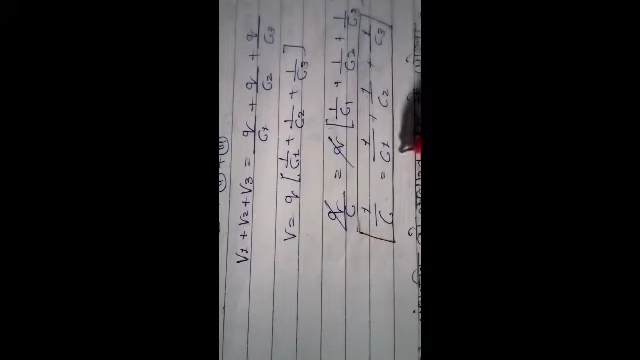 V1 + V2 + V3 = q/C1 + q/C2 + q/C3
V = q [1/C1 + 1/C2 + 1/C3]
q/C = q [1/C1 + 1/C2 + 1/C3]
1/C = 1/C1 + 1/C2 + 1/C3